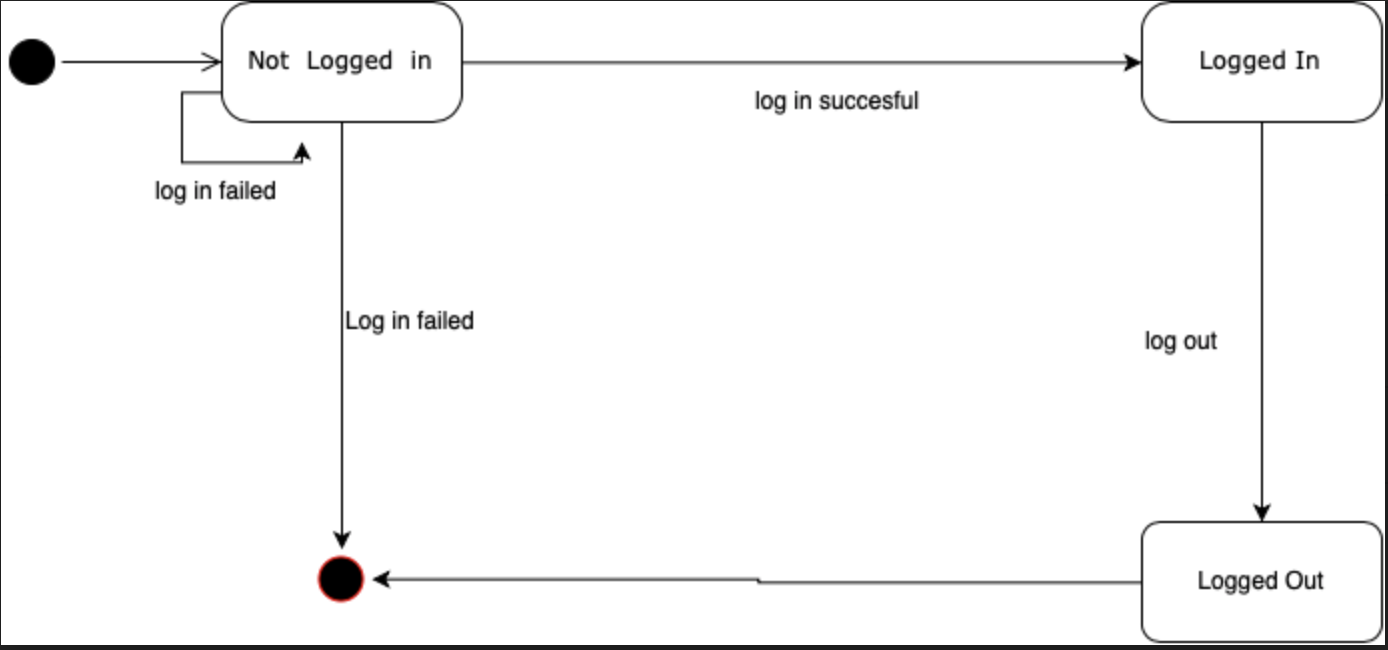 Not Logged in
Logged In
log in succesful
log in failed
Log in failed
log out
Logged Out